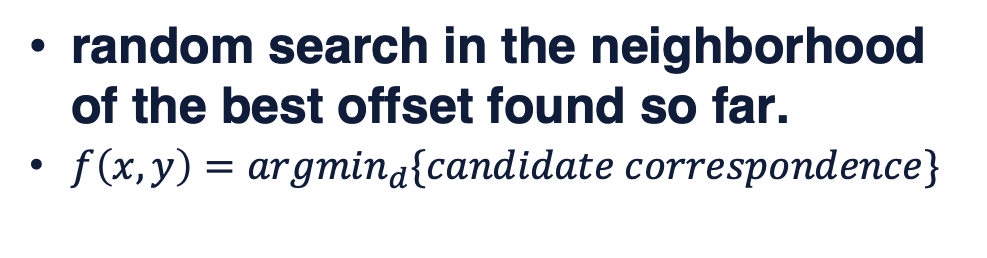 • random search in the neighborhood
of the best offset found so far.
• f(x, y) = argmin_d{candidate correspondence}